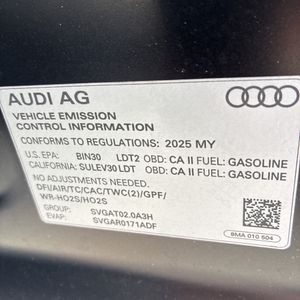 AUDI AG
VEHICLE EMISSION
CONTROL INFORMATION
CONFORMS TO REGULATIONS: 2025 MY
U.S. EPA: BIN30 LDT2 OBD: CA II FUEL: GASOLINE
CALIFORNIA: SULEV30 LDT OBD: CA II FUEL: GASOLINE
NO ADJUSTMENTS NEEDED.
DFI/AIR/TC/CAC/TWC(2)/GPF/
WR-HO2S/HO2S
GROUP: SVGAT02.0A3H
EVAP: SVGAR0171ADF
8MA 010 504